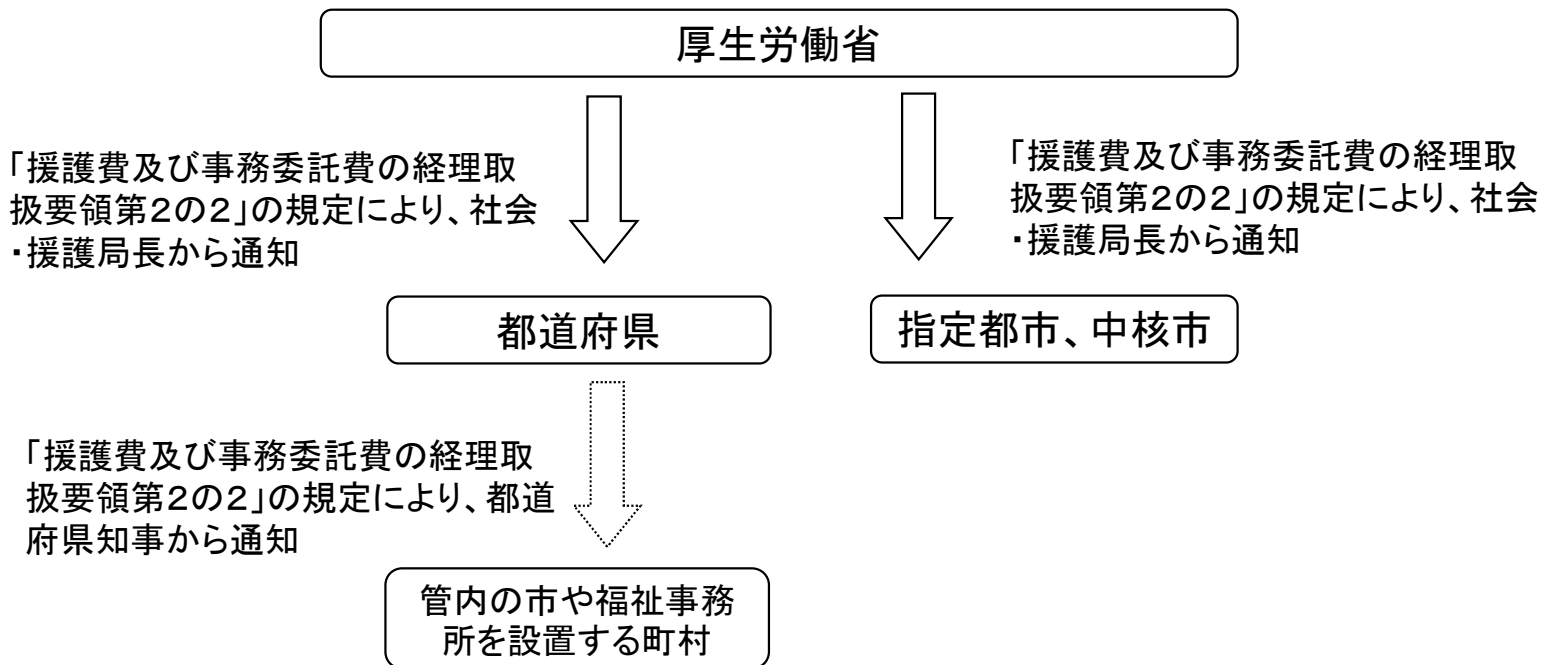 厚生労働省
「援護費及び事務委託費の経理取
扱要領第2の2」の規定により、社会
・援護局長から通知
「援護費及び事務委託費の経理取
扱要領第2の2」の規定により、社会
・援護局長から通知
都道府県
指定都市、中核市
「援護費及び事務委託費の経理取
扱要領第2の2」の規定により、都道
府県知事から通知
管内の市や福祉事務
所を設置する町村